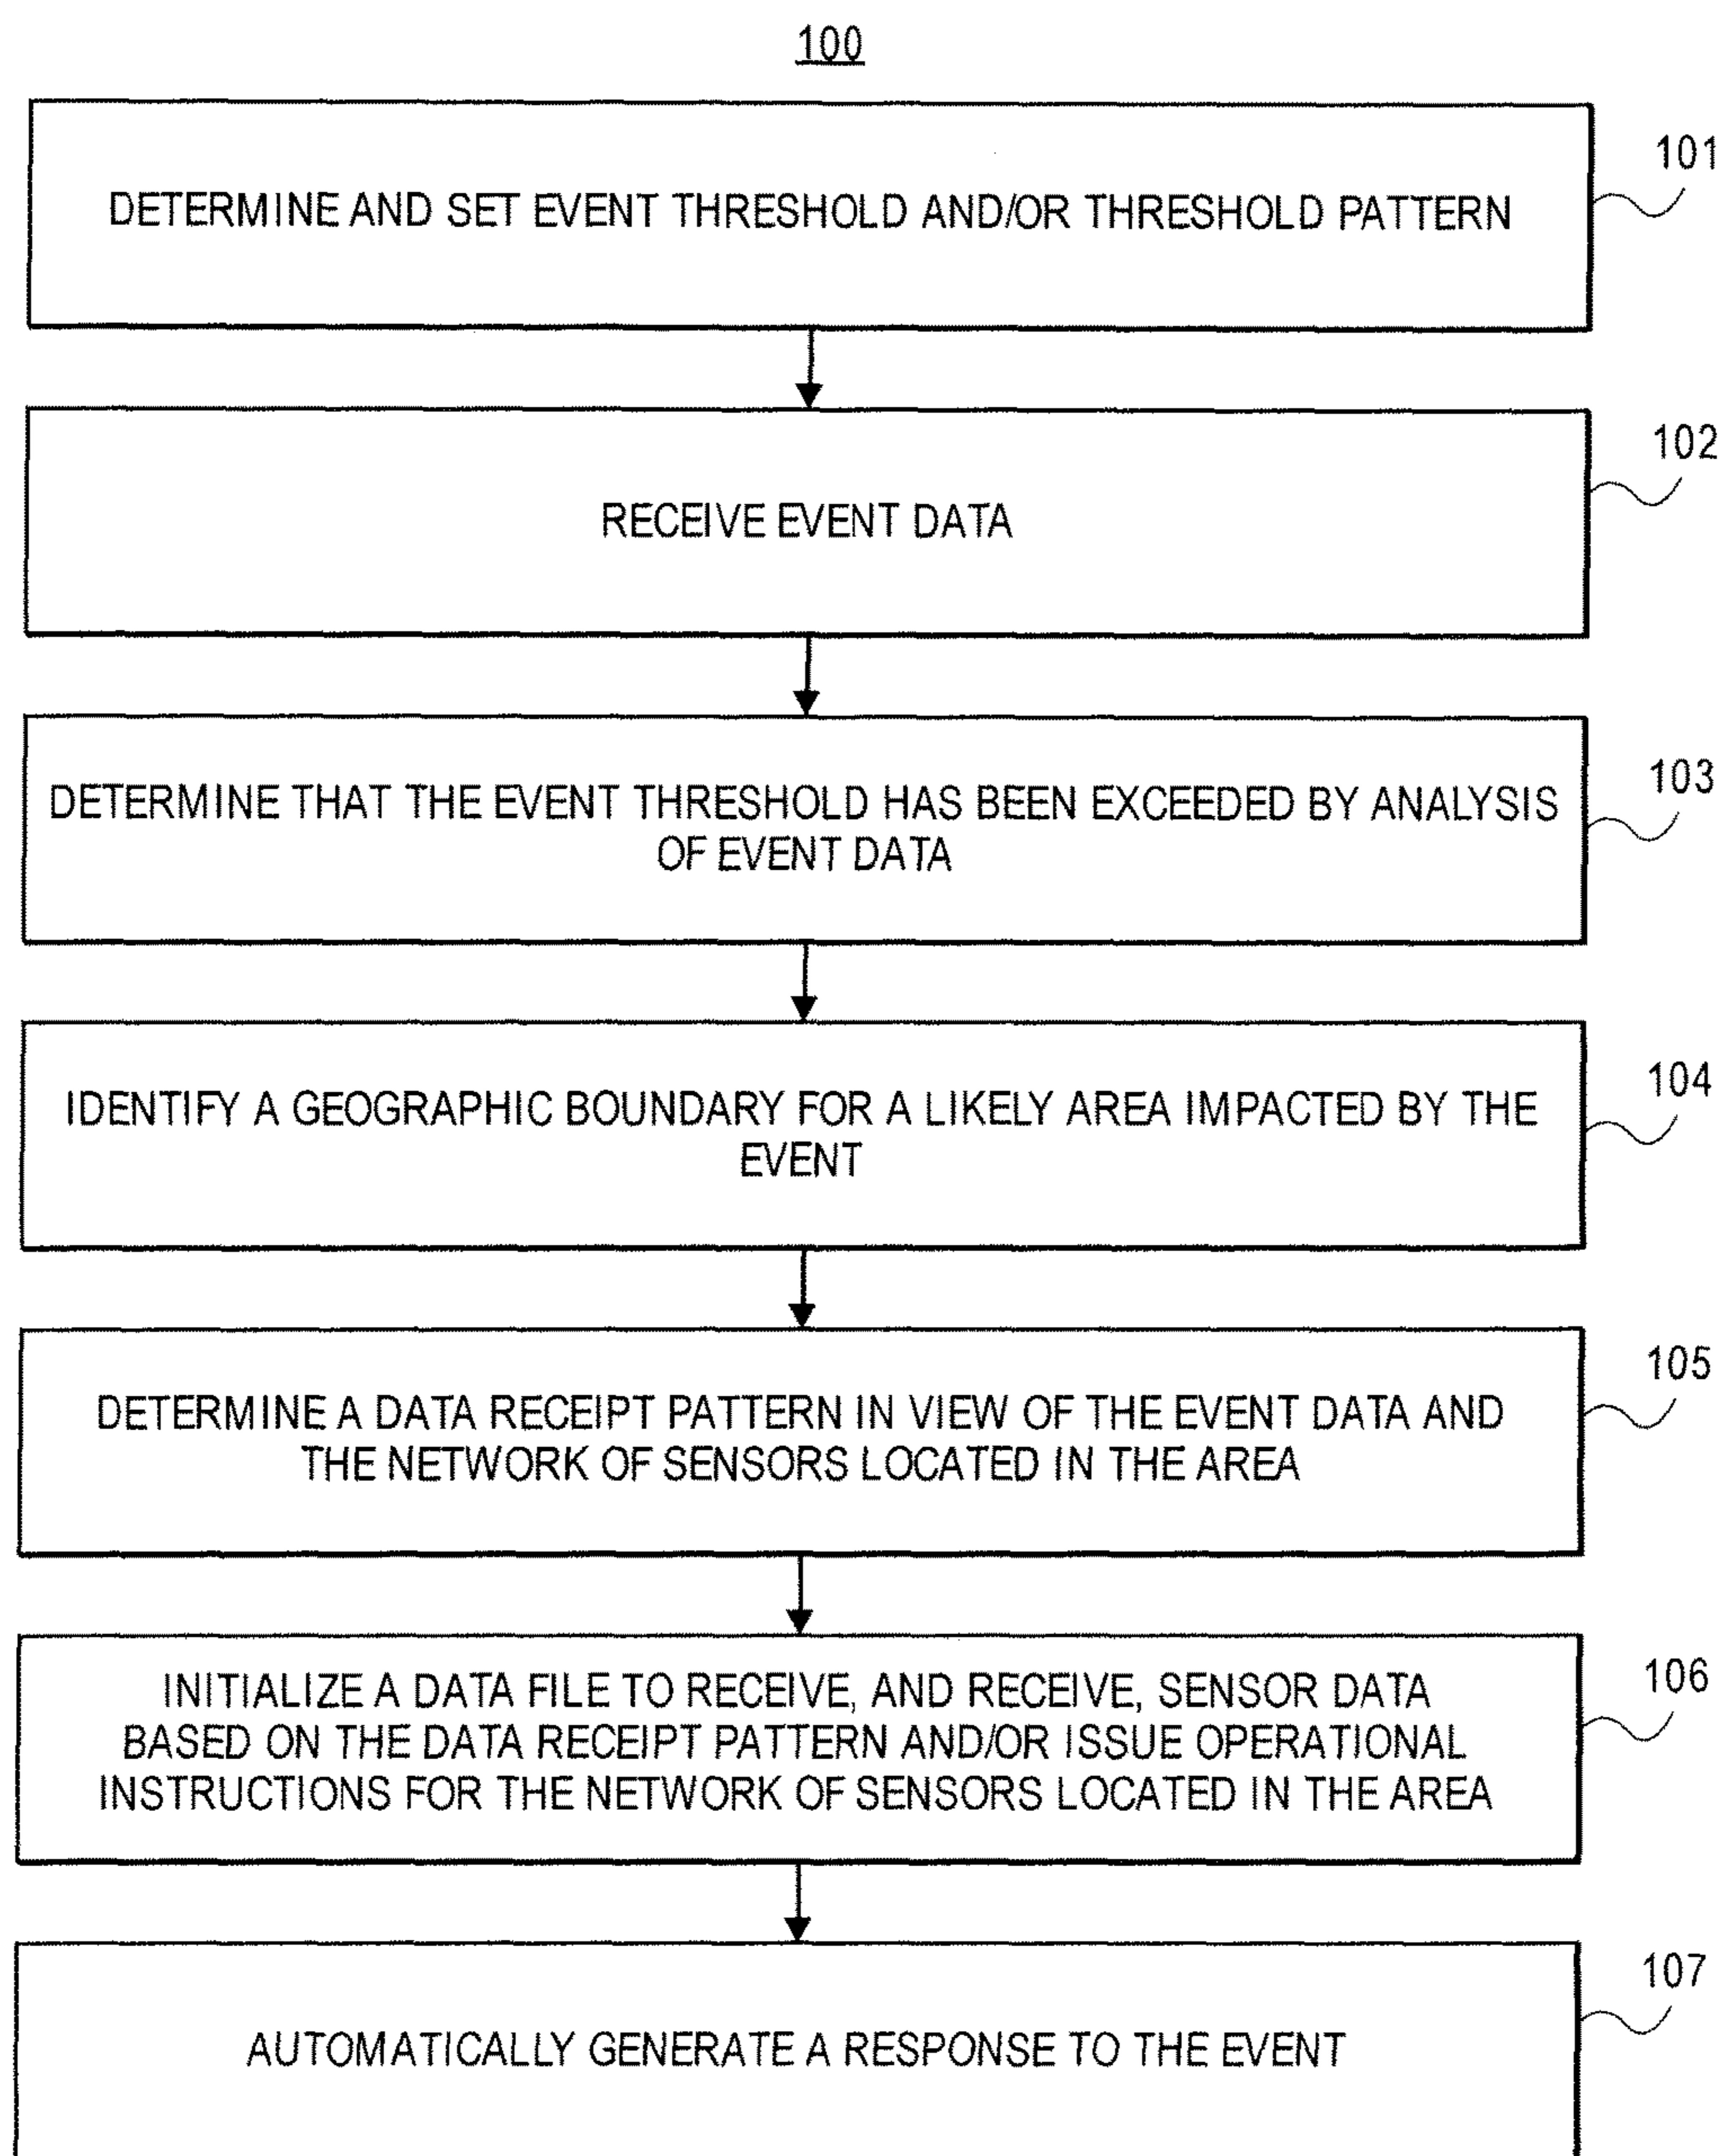 100
DETERMINE AND SET EVENT THRESHOLD AND/OR THRESHOLD PATTERN
101
RECEIVE EVENT DATA
102
DETERMINE THAT THE EVENT THRESHOLD HAS BEEN EXCEEDED BY ANALYSIS
OF EVENT DATA
103
IDENTIFY A GEOGRAPHIC BOUNDARY FOR A LIKELY AREA IMPACTED BY THE
EVENT
104
DETERMINE A DATA RECEIPT PATTERN IN VIEW OF THE EVENT DATA AND
THE NETWORK OF SENSORS LOCATED IN THE AREA
105
INITIALIZE A DATA FILE TO RECEIVE, AND RECEIVE, SENSOR DATA
BASED ON THE DATA RECEIPT PATTERN AND/OR ISSUE OPERATIONAL
INSTRUCTIONS FOR THE NETWORK OF SENSORS LOCATED IN THE AREA
106
AUTOMATICALLY GENERATE A RESPONSE TO THE EVENT
107